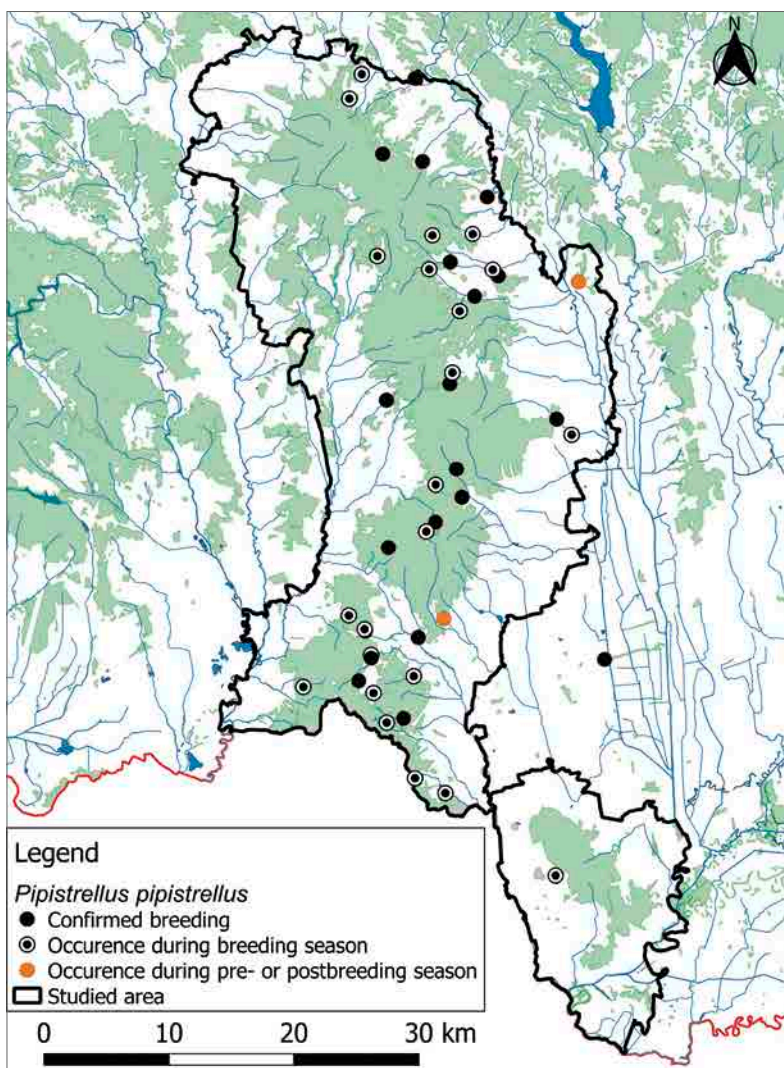 N
Legend
Pipistrellus pipistrellus
Confirmed breeding
Occurence during breeding season
Occurence during pre- or postbreeding season
Studied area
0 10 20 30 km